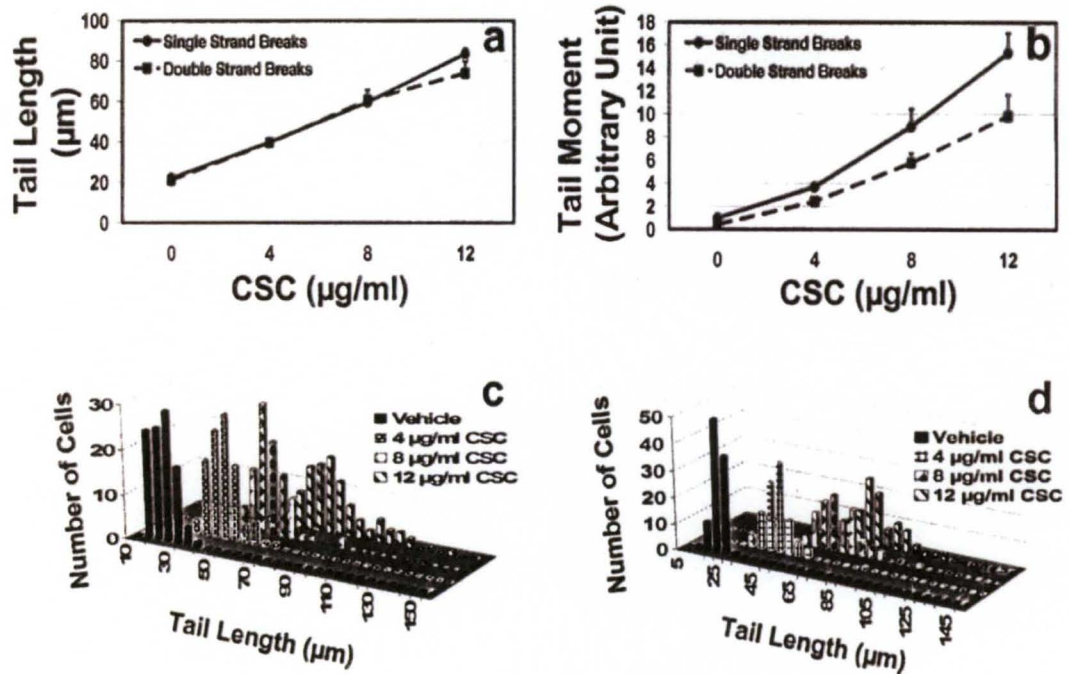 a
Tail Length
(µm)
100
80
60
40
20
0
Single Strand Breaks
Double Strand Breaks
0 4 8 12
CSC (µg/ml)
b
Tail Moment
(Arbitrary Unit)
18
16
14
12
10
8
6
4
2
0
Single Strand Breaks
Double Strand Breaks
0 4 8 12
CSC (µg/ml)
c
Number of Cells
30
20
10
0
Vehicle
4 µg/ml CSC
8 µg/ml CSC
12 µg/ml CSC
10 30 50 70 90 110 130 150
Tail Length (µm)
d
Number of Cells
50
40
30
20
10
0
Vehicle
4 µg/ml CSC
8 µg/ml CSC
12 µg/ml CSC
5 25 45 65 85 105 125 145
Tail Length (µm)